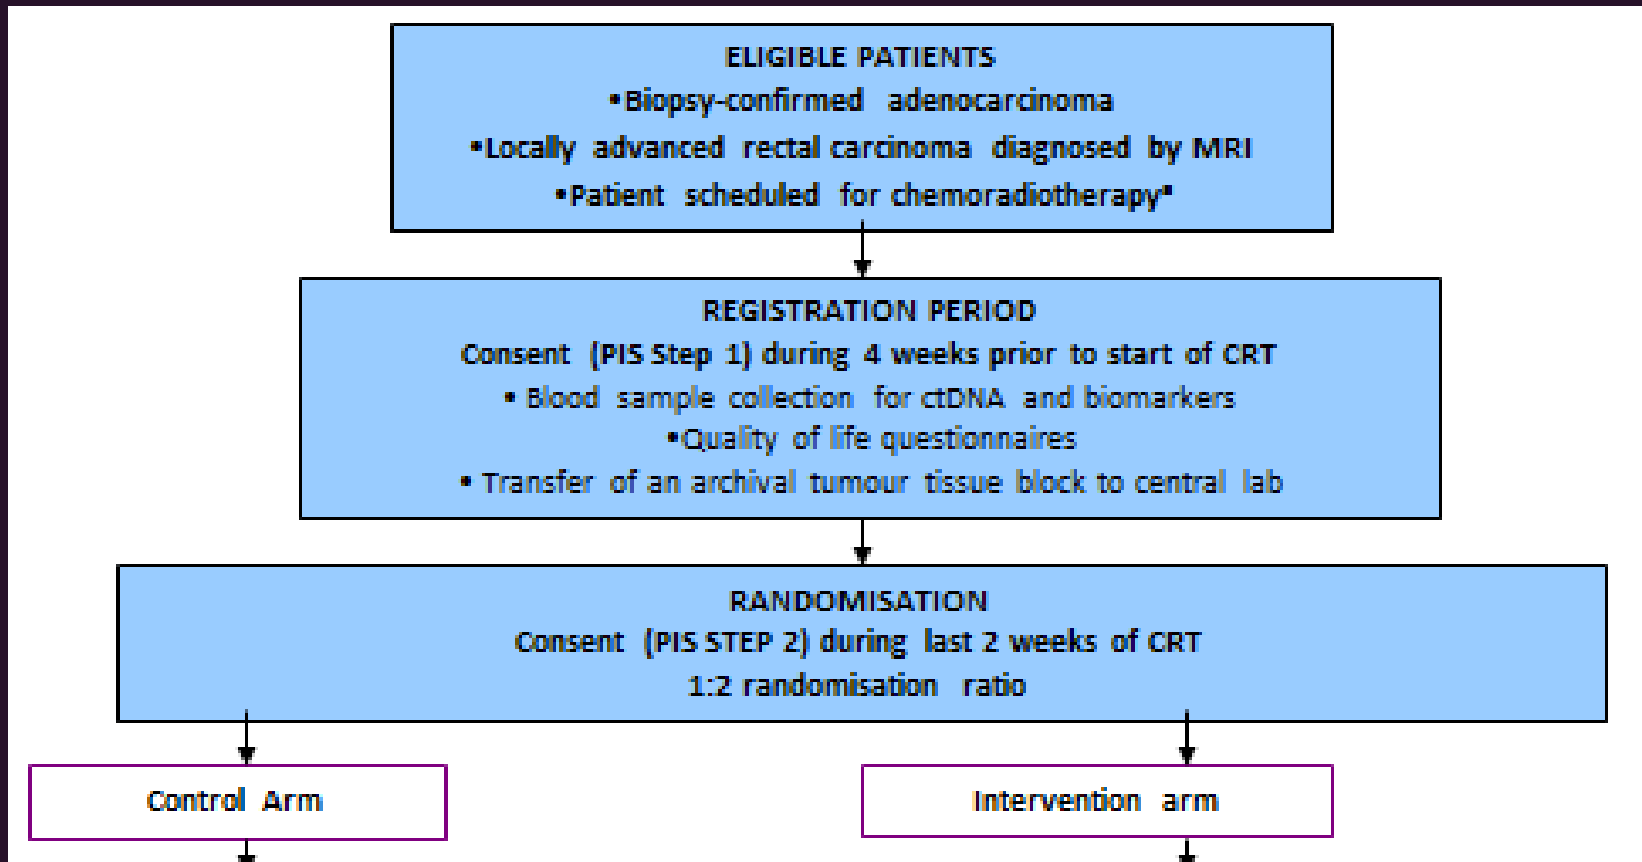 ELIGIBLE PATIENTS
•Biopsy-confirmed adenocarcinoma
•Locally advanced rectal carcinoma diagnosed by MRI
•Patient scheduled for chemoradiotherapy
REGISTRATION PERIOD
Consent (PIS Step 1) during 4 weeks prior to start of CRT
• Blood sample collection for ctDNA and biomarkers
•Quality of life questionnaires
• Transfer of an archival tumour tissue block to central lab
RANDOMISATION
Consent (PIS STEP 2) during last 2 weeks of CRT
1:2 randomisation ratio
Control Arm
Intervention arm